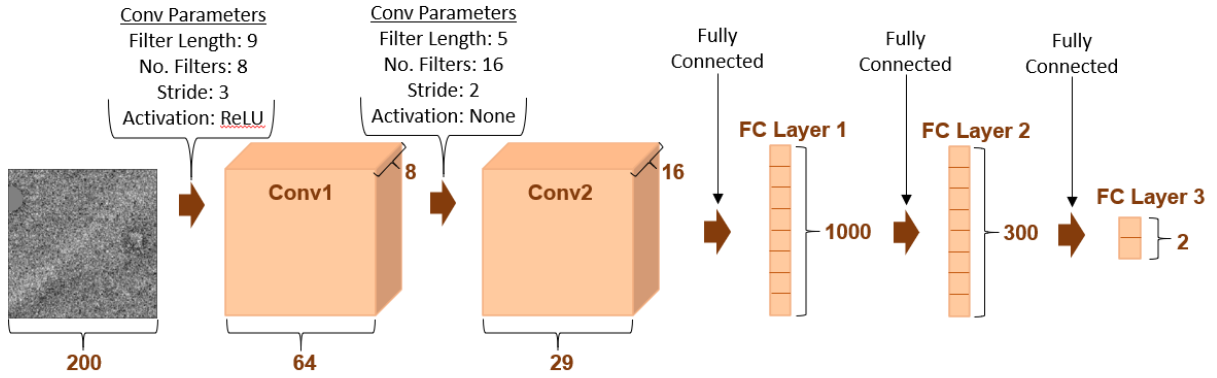 Conv Parameters
Filter Length: 9
No. Filters: 8
Stride: 3
Activation: ReLU
Conv Parameters
Filter Length: 5
No. Filters: 16
Stride: 2
Activation: None
Fully
Connected
Fully
Connected
Fully
Connected
200
Conv1
8
64
Conv2
16
29
FC Layer 1
1000
FC Layer 2
300
FC Layer 3
2